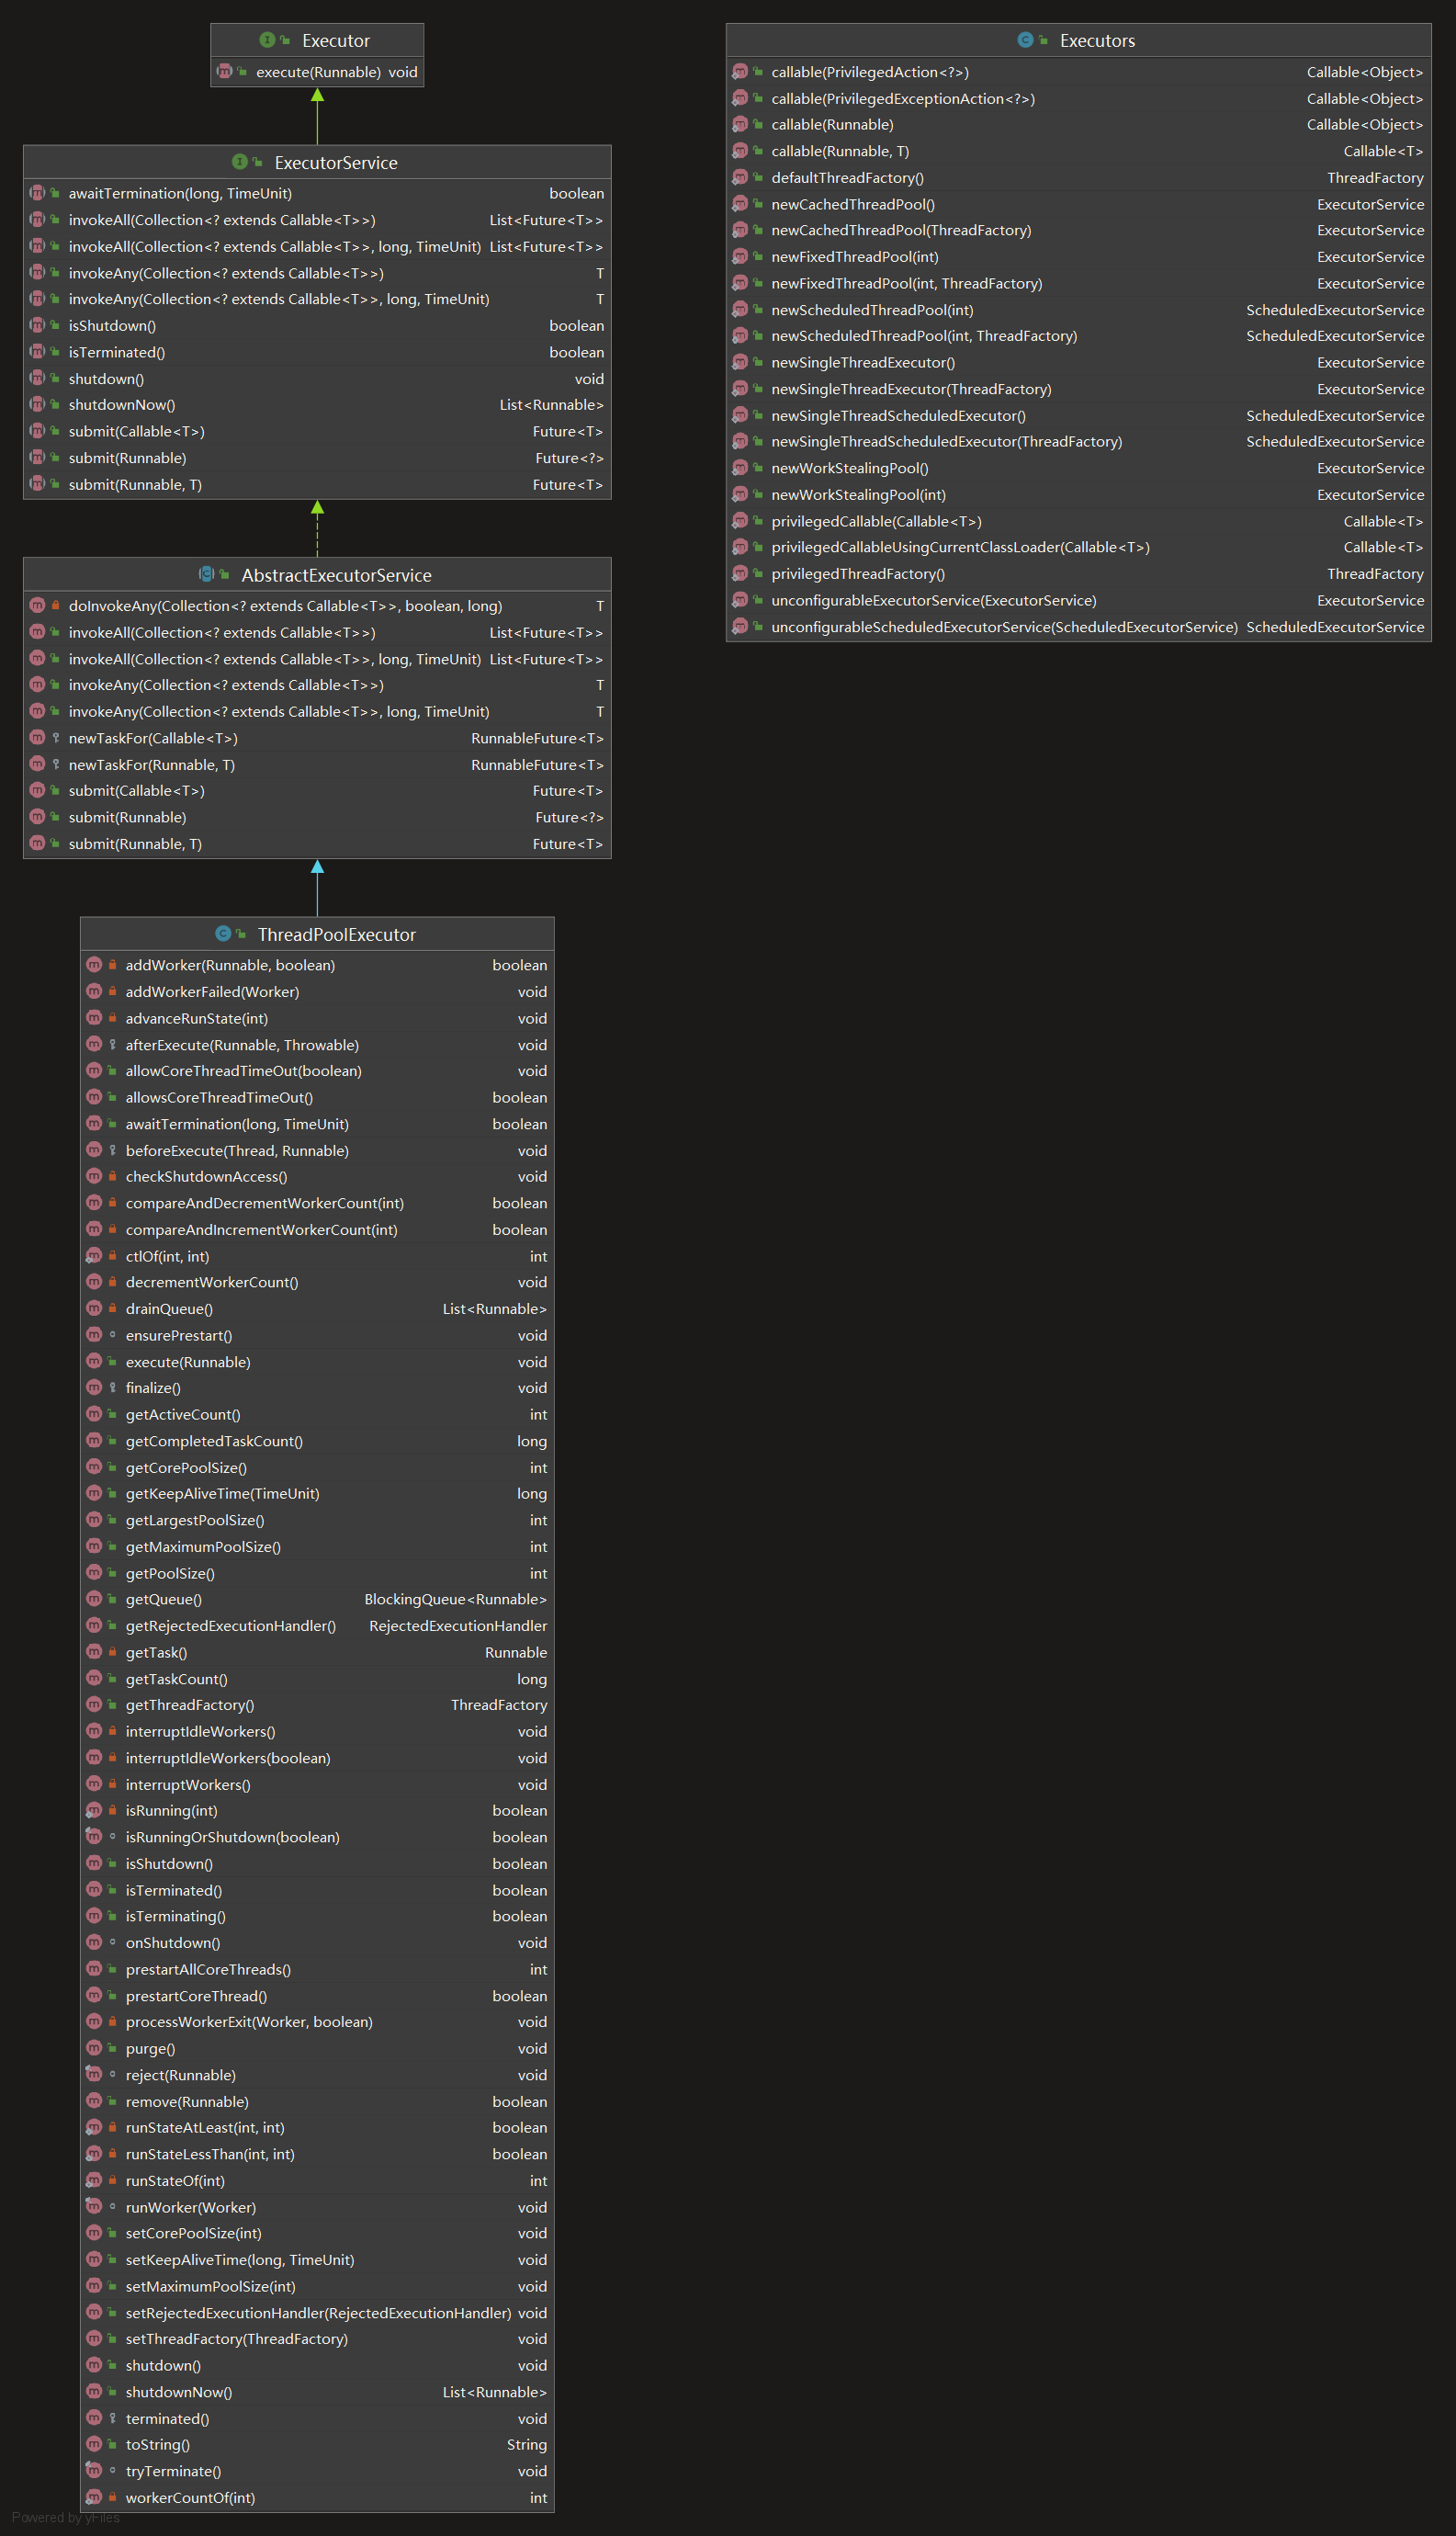 Executor
execute(Runnable) void
ExecutorService
awaitTermination(long, TimeUnit) boolean
invokeAll(Collection<? extends Callable<T>>) List<Future<T>>
invokeAll(Collection<? extends Callable<T>>, long, TimeUnit) List<Future<T>>
invokeAny(Collection<? extends Callable<T>>) T
invokeAny(Collection<? extends Callable<T>>, long, TimeUnit) T
isShutdown() boolean
isTerminated() boolean
shutdown() void
shutdownNow() List<Runnable>
submit(Callable<T>) Future<T>
submit(Runnable) Future<?>
submit(Runnable, T) Future<T>
AbstractExecutorService
doInvokeAny(Collection<? extends Callable<T>>, boolean, long) T
invokeAll(Collection<? extends Callable<T>>) List<Future<T>>
invokeAll(Collection<? extends Callable<T>>, long, TimeUnit) List<Future<T>>
invokeAny(Collection<? extends Callable<T>>) T
invokeAny(Collection<? extends Callable<T>>, long, TimeUnit) T
newTaskFor(Callable<T>) RunnableFuture<T>
newTaskFor(Runnable, T) RunnableFuture<T>
submit(Callable<T>) Future<T>
submit(Runnable) Future<?>
submit(Runnable, T) Future<T>
ThreadPoolExecutor
addWorker(Runnable, boolean) boolean
addWorkerFailed(Worker) void
advanceRunState(int) void
afterExecute(Runnable, Throwable) void
allowCoreThreadTimeOut(boolean) void
allowsCoreThreadTimeOut() boolean
awaitTermination(long, TimeUnit) boolean
beforeExecute(Thread, Runnable) void
checkShutdownAccess() void
compareAndDecrementWorkerCount(int) boolean
compareAndIncrementWorkerCount(int) boolean
ctlOf(int, int) int
decrementWorkerCount() void
drainQueue() List<Runnable>
ensurePrestart() void
execute(Runnable) void
finalize() void
getActiveCount() int
getCompletedTaskCount() long
getCorePoolSize() int
getKeepAliveTime(TimeUnit) long
getLargestPoolSize() int
getMaximumPoolSize() int
getPoolSize() int
getQueue() BlockingQueue<Runnable>
getRejectedExecutionHandler() RejectedExecutionHandler
getTask() Runnable
getTaskCount() long
getThreadFactory() ThreadFactory
interruptIdleWorkers() void
interruptIdleWorkers(boolean) void
interruptWorkers() void
isRunning(int) boolean
isRunningOrShutdown(boolean) boolean
isShutdown() boolean
isTerminated() boolean
isTerminating() boolean
onShutdown() void
prestartAllCoreThreads() int
prestartCoreThread() boolean
processWorkerExit(Worker, boolean) void
purge() void
reject(Runnable) void
remove(Runnable) boolean
runStateAtLeast(int, int) boolean
runStateLessThan(int, int) boolean
runStateOf(int) int
runWorker(Worker) void
setCorePoolSize(int) void
setKeepAliveTime(long, TimeUnit) void
setMaximumPoolSize(int) void
setRejectedExecutionHandler(RejectedExecutionHandler) void
setThreadFactory(ThreadFactory) void
shutdown() void
shutdownNow() List<Runnable>
terminated() void
toString() String
tryTerminate() void
workerCountOf(int) int
Executors
callable(PrivilegedAction<?>) Callable<Object>
callable(PrivilegedExceptionAction<?>) Callable<Object>
callable(Runnable) Callable<Object>
callable(Runnable, T) Callable<T>
defaultThreadFactory() ThreadFactory
newCachedThreadPool() ExecutorService
newCachedThreadPool(ThreadFactory) ExecutorService
newFixedThreadPool(int) ExecutorService
newFixedThreadPool(int, ThreadFactory) ExecutorService
newScheduledThreadPool(int) ScheduledExecutorService
newScheduledThreadPool(int, ThreadFactory) ScheduledExecutorService
newSingleThreadExecutor() ExecutorService
newSingleThreadExecutor(ThreadFactory) ExecutorService
newSingleThreadScheduledExecutor() ScheduledExecutorService
newSingleThreadScheduledExecutor(ThreadFactory) ScheduledExecutorService
newWorkStealingPool() ExecutorService
newWorkStealingPool(int) ExecutorService
privilegedCallable(Callable<T>) Callable<T>
privilegedCallableUsingCurrentClassLoader(Callable<T>) Callable<T>
privilegedThreadFactory() ThreadFactory
unconfigurableExecutorService(ExecutorService) ExecutorService
unconfigurableScheduledExecutorService(ScheduledExecutorService) ScheduledExecutorService
Powered by yFiles